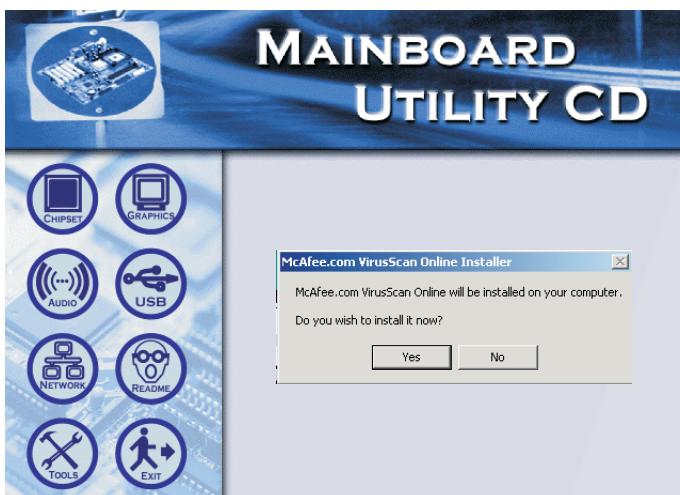 MAINBOARD
UTILITY CD
CHIPSET
GRAPHICS
AUDIO
USB
NETWORK
README
TOOLS
EXIT
McAfee.com VirusScan Online Installer
McAfee.com VirusScan Online will be installed on your computer.
Do you wish to install it now?
Yes
No